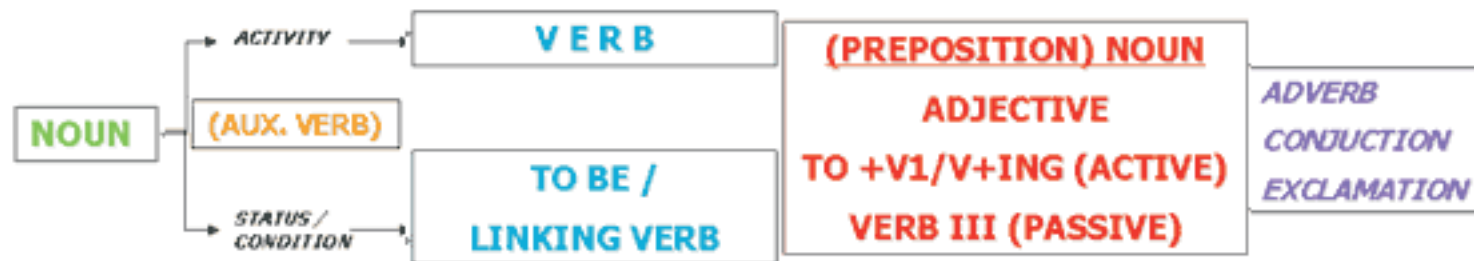 NOUN
ACTIVITY
(AUX. VERB)
STATUS /
CONDITION
V E R B
TO BE /
LINKING VERB
(PREPOSITION) NOUN
ADJECTIVE
TO +V1/V+ING (ACTIVE)
VERB III (PASSIVE)
ADVERB
CONJUCTION
EXCLAMATION